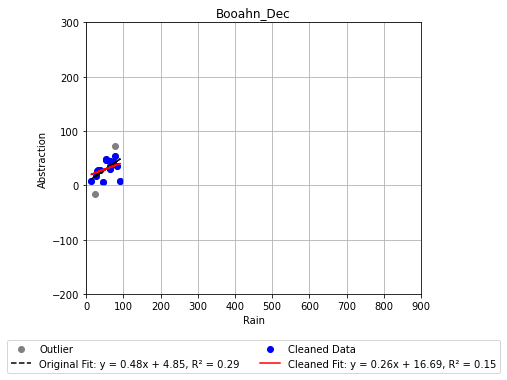 Booahn_Dec
300
200
100
0
−100
−200
Abstraction
0 100 200 300 400 500 600 700 800 900
Rain
Outlier Cleaned Data
Original Fit: y = 0.48x + 4.85, R² = 0.29 Cleaned Fit: y = 0.26x + 16.69, R² = 0.15